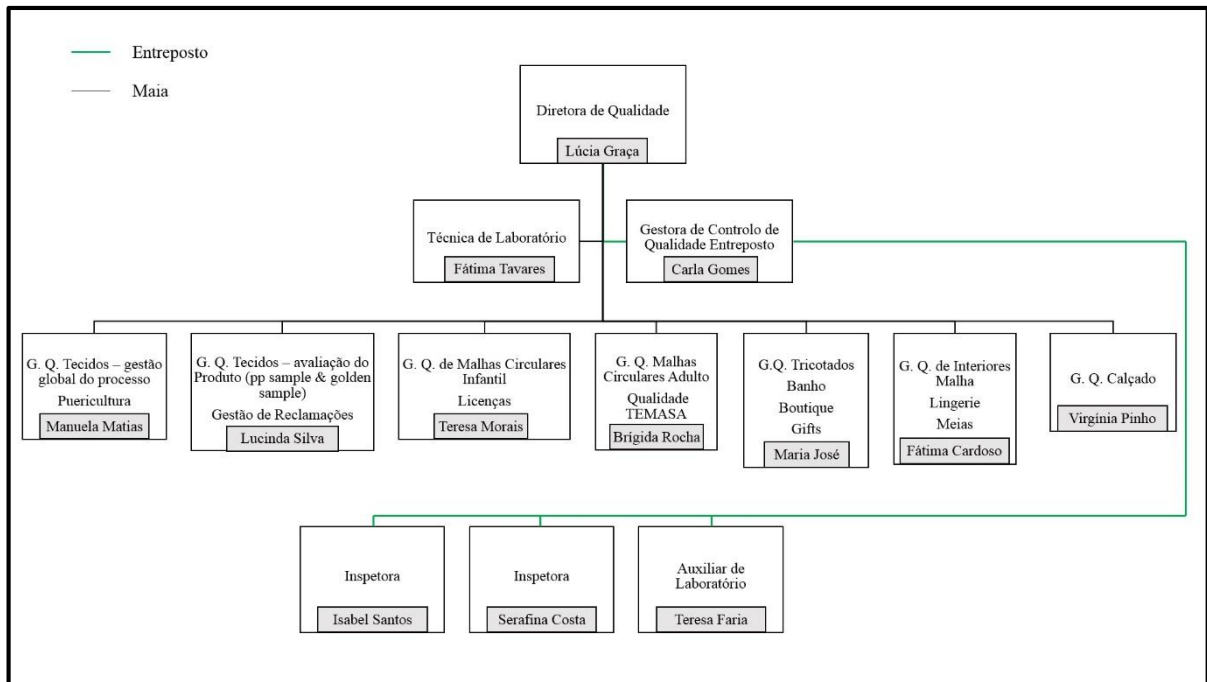 Entreposto
Maia
Diretora de Qualidade
Lúcia Graça
Técnica de Laboratório
Fátima Tavares
Gestora de Controlo de
Qualidade Entreposto
Carla Gomes
G. Q. Tecidos – gestão
global do processo
Puericultura
Manuela Matias
G. Q. Tecidos – avaliação do
Produto (pp sample & golden
sample)
Gestão de Reclamações
Lucinda Silva
G. Q. de Malhas Circulares
Infantil
Licenças
Teresa Morais
G. Q. Malhas
Circulares Adulto
Qualidade
TEMASA
Brígida Rocha
G.Q. Tricotados
Banho
Boutique
Gifts
Maria José
G. Q. de Interiores
Malha
Lingerie
Meias
Fátima Cardoso
G. Q. Calçado
Virgínia Pinho
Inspetora
Isabel Santos
Inspetora
Serafina Costa
Auxiliar de
Laboratório
Teresa Faria